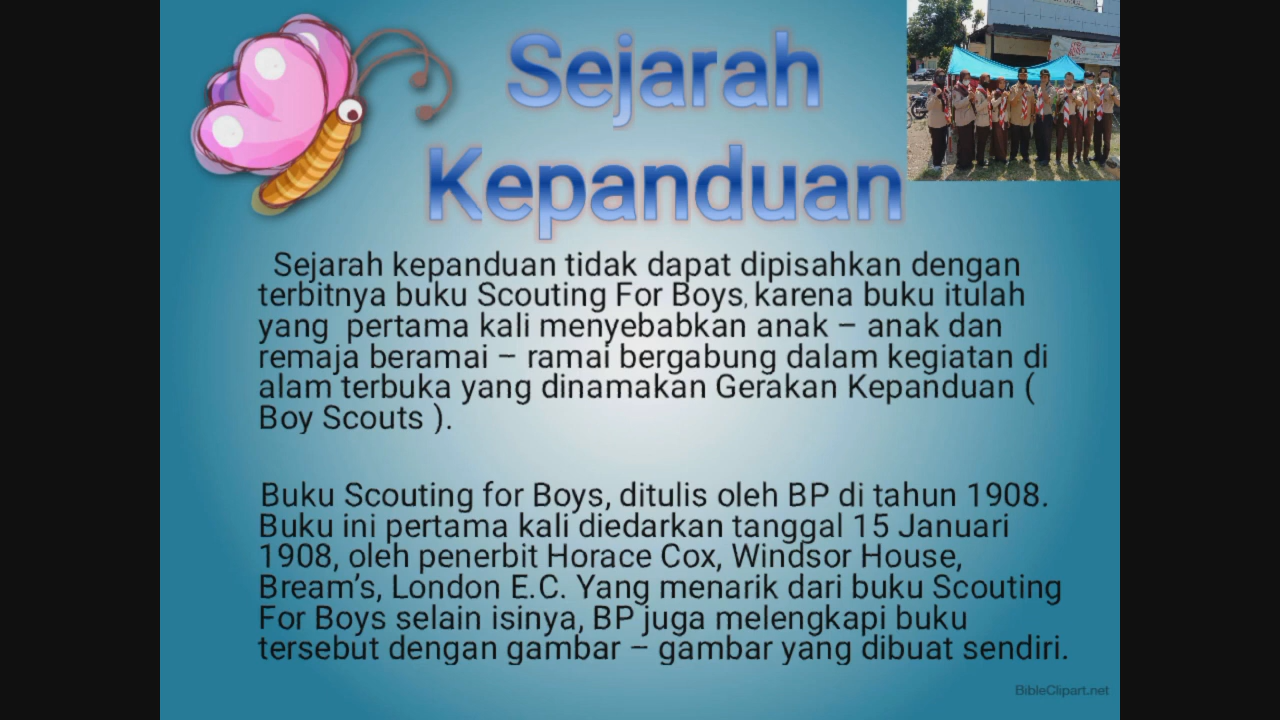 Sejarah
Kepanduan
Sejarah kepanduan tidak dapat dipisahkan dengan
terbitnya buku Scouting For Boys, karena buku itulah
yang pertama kali menyebabkan anak – anak dan
remaja beramai – ramai bergabung dalam kegiatan di
alam terbuka yang dinamakan Gerakan Kepanduan (
Boy Scouts ).
Buku Scouting for Boys, ditulis oleh BP di tahun 1908.
Buku ini pertama kali diedarkan tanggal 15 Januari
1908, oleh penerbit Horace Cox, Windsor House,
Bream’s, London E.C. Yang menarik dari buku Scouting
For Boys selain isinya, BP juga melengkapi buku
tersebut dengan gambar – gambar yang dibuat sendiri.
BibleClipart.net